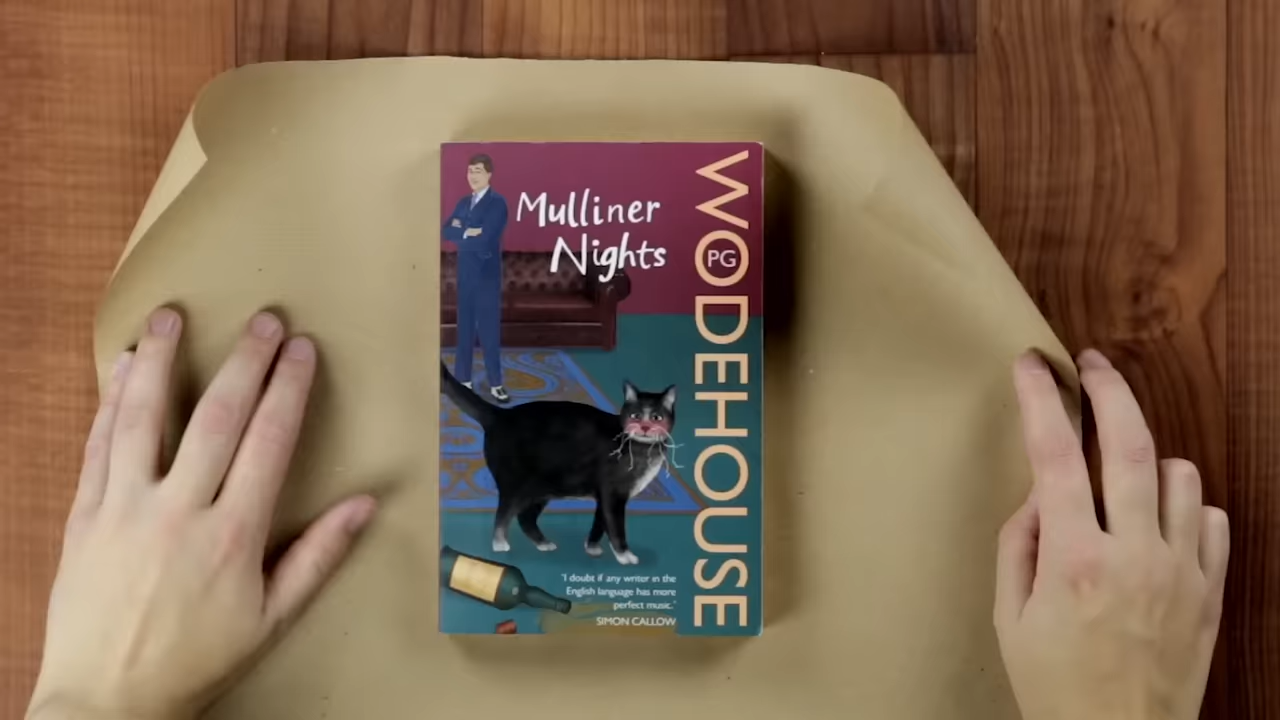 Mulliner
Nights
PG
WODEHOUSE
'I doubt if any writer in the
English language has more
perfect music.'
SIMON CALLOW